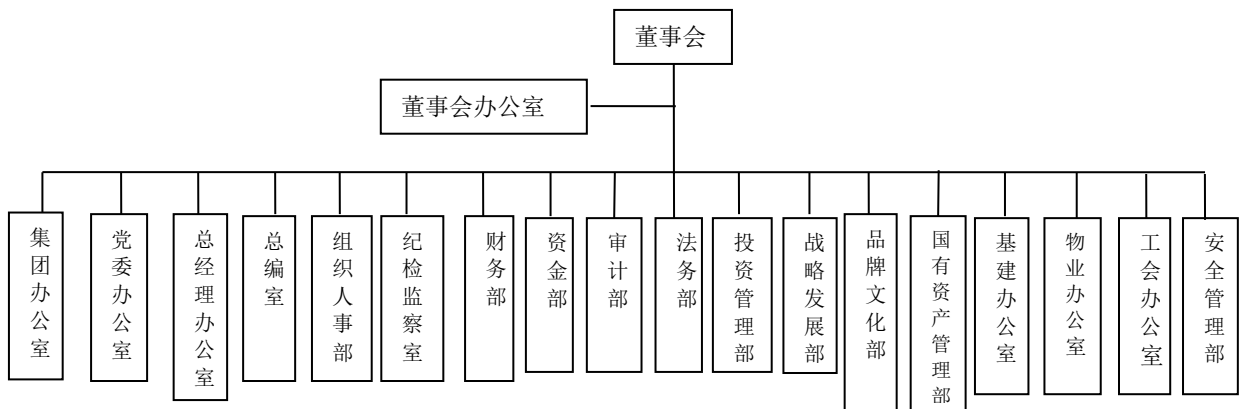 董事会
董事会办公室
集团办公室
党委办公室
总经理办公室
总编室
组织人事部
纪检监察室
财务部
资金部
审计部
法务部
投资管理部
战略发展部
品牌文化部
国有资产管理部
基建办公室
物业办公室
工会办公室
安全管理部